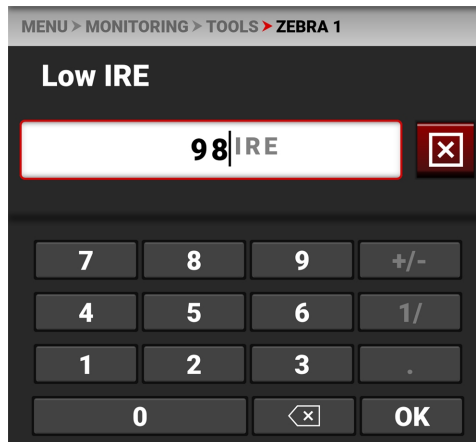 MENU > MONITORING > TOOLS > ZEBRA 1
Low IRE
98 IRE
7 8 9 +/-
4 5 6 1/
1 2 3 .
0 OK